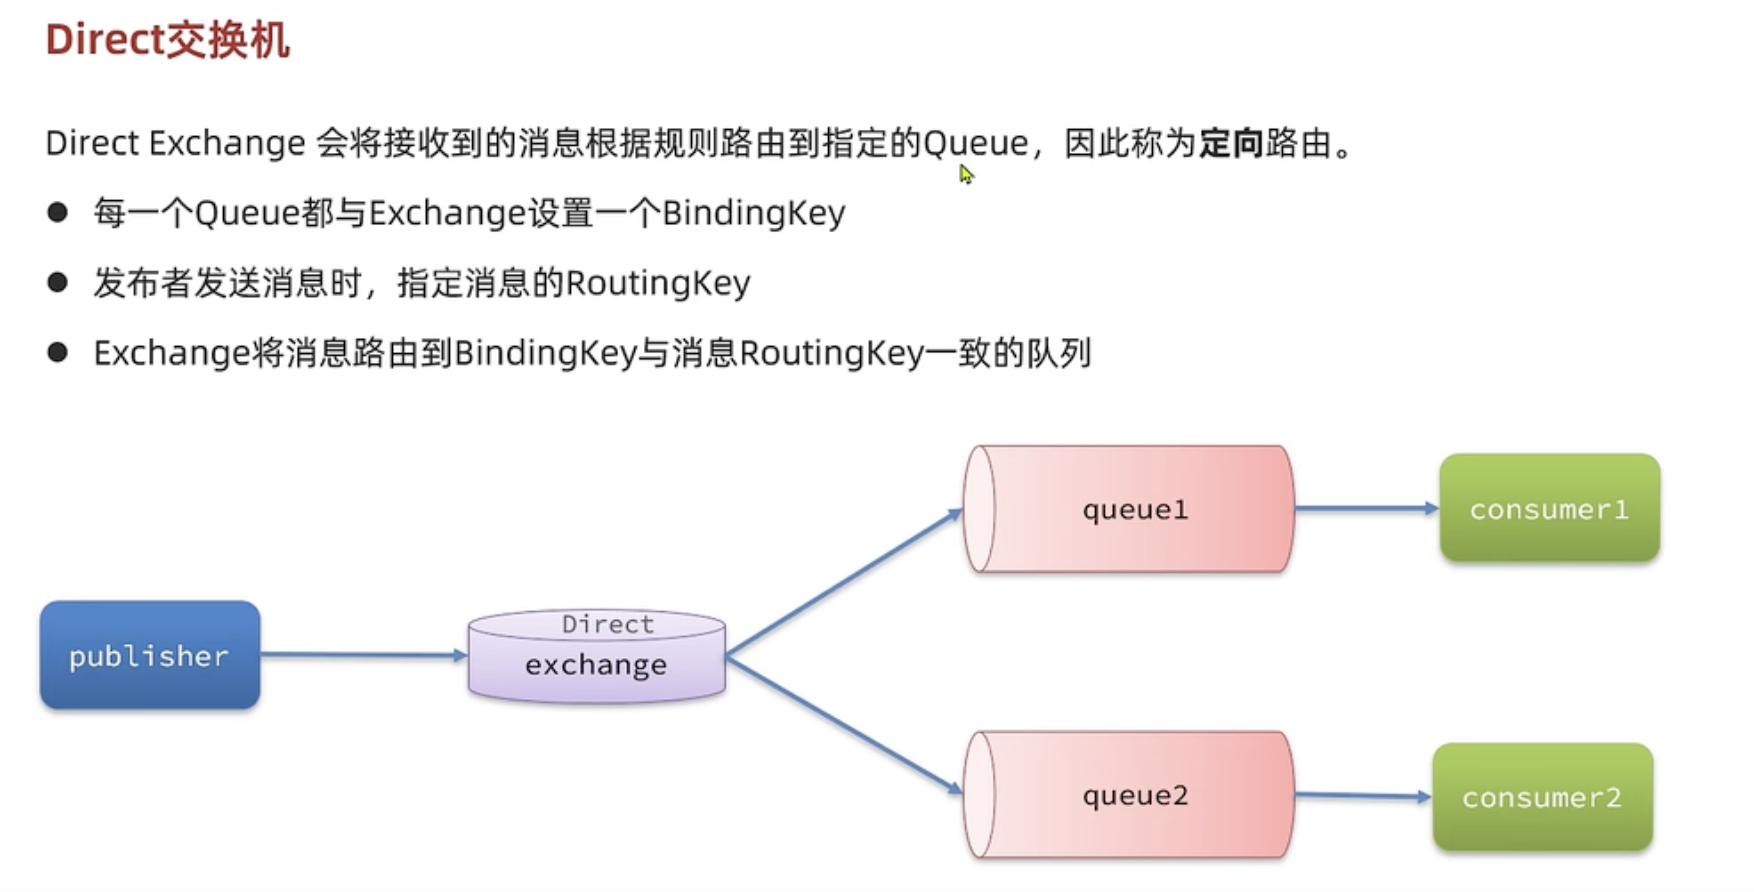 Direct交换机
Direct Exchange 会将接收到的消息根据规则路由到指定的Queue，因此称为定向路由。
● 每一个Queue都与Exchange设置一个BindingKey
● 发布者发送消息时，指定消息的RoutingKey
● Exchange将消息路由到BindingKey与消息RoutingKey一致的队列
queue1
consumer1
publisher
Direct
exchange
queue2
consumer2